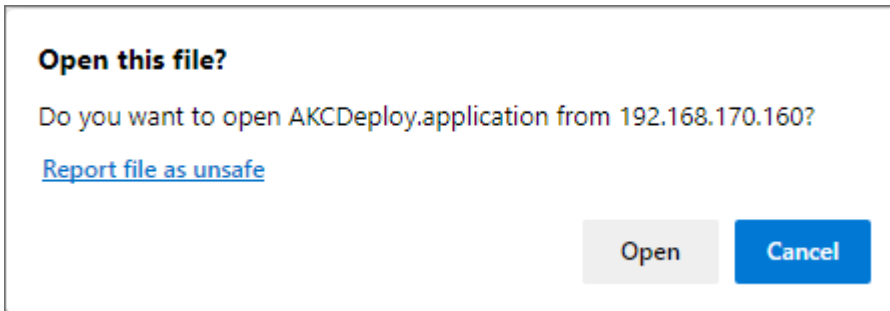 Open this file?
Do you want to open AKCDeploy.application from 192.168.170.160?
Report file as unsafe
Open
Cancel